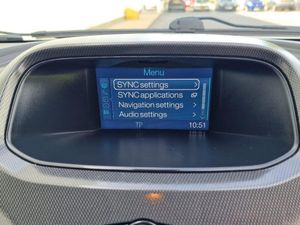 Menu
SYNC settings
SYNC applications
Navigation settings
Audio settings
TP 10:51